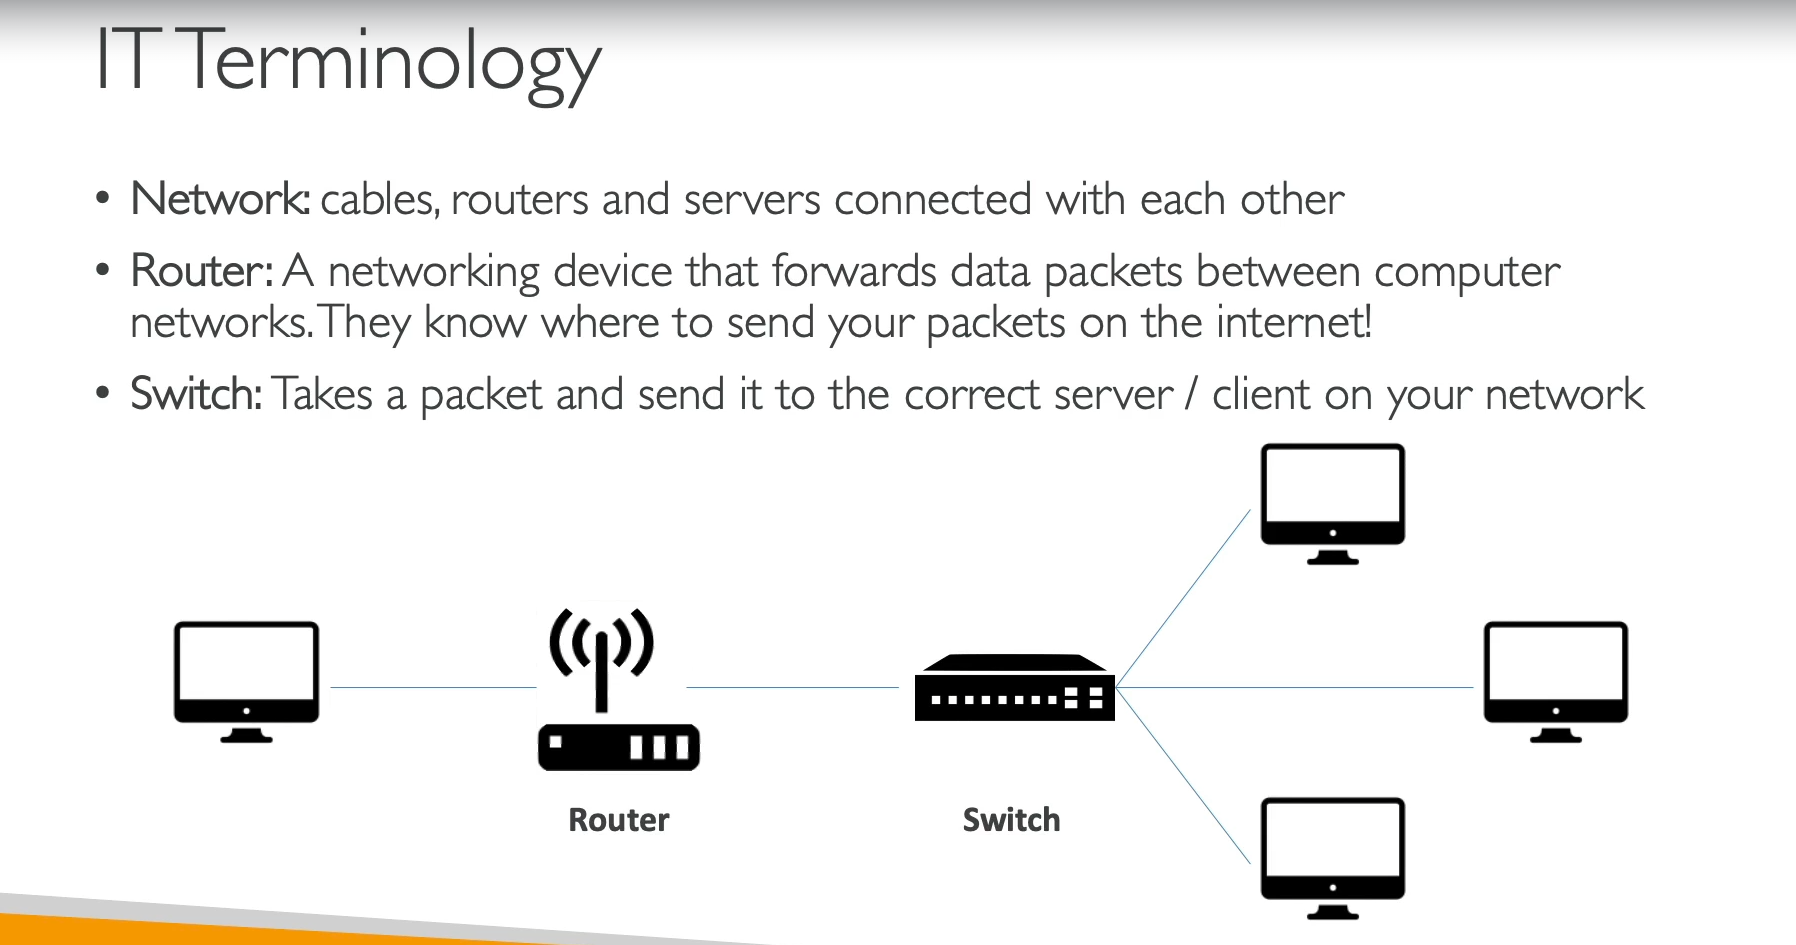 IT Terminology
• Network: cables, routers and servers connected with each other
• Router: A networking device that forwards data packets between computer
networks. They know where to send your packets on the internet!
• Switch: Takes a packet and send it to the correct server / client on your network
Router
Switch